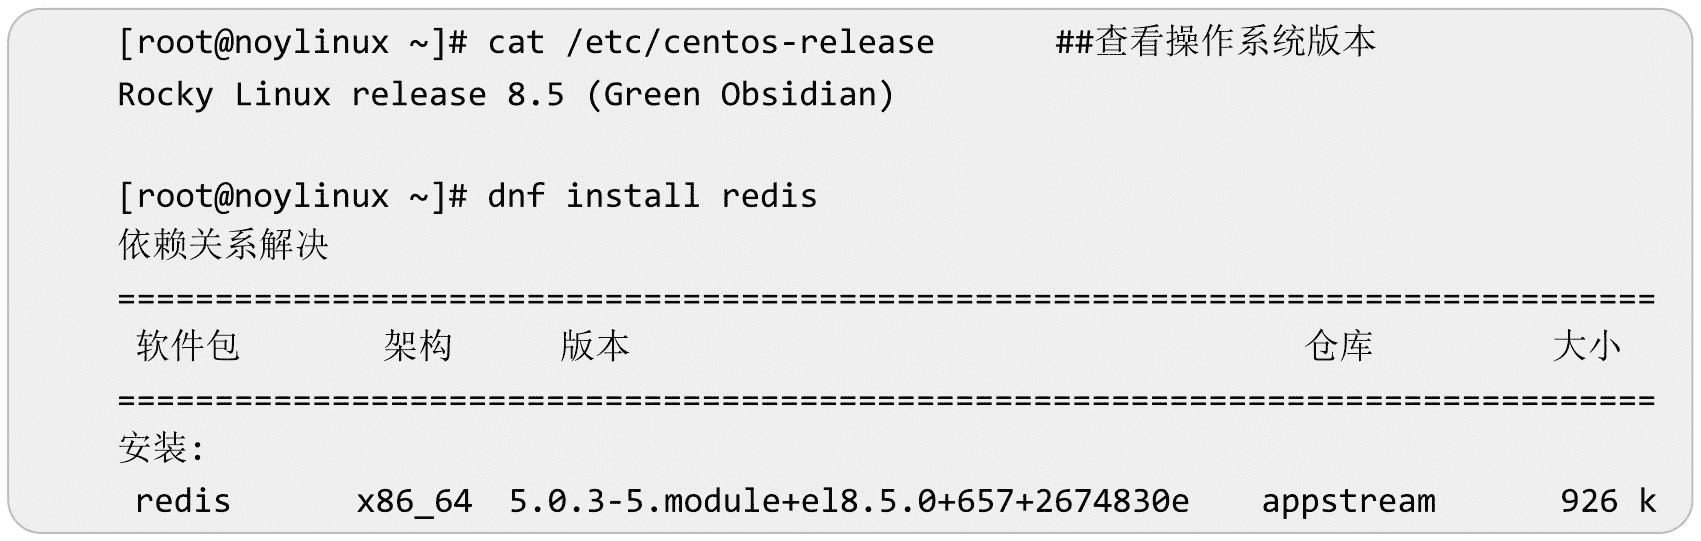 [root@noylinux ~]# cat /etc/centos-release ##查看操作系统版本
Rocky Linux release 8.5 (Green Obsidian)
[root@noylinux ~]# dnf install redis
依赖关系解决
===============================================================================
软件包 架构 版本 仓库 大小
===============================================================================
安装:
redis x86_64 5.0.3-5.module+el8.5.0+657+2674830e appstream 926 k